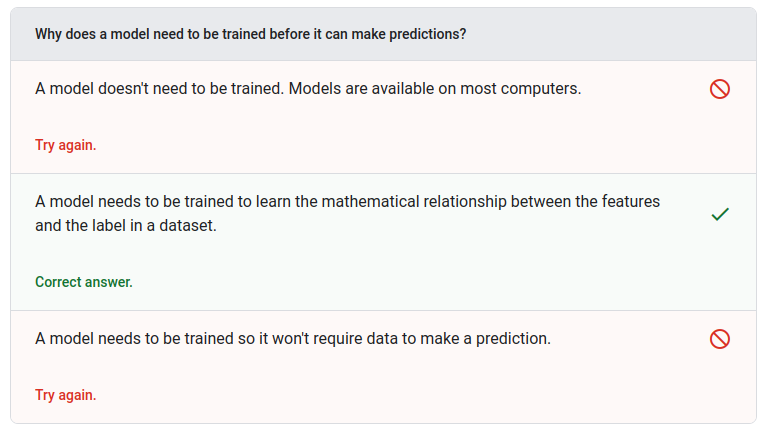 Why does a model need to be trained before it can make predictions?
A model doesn't need to be trained. Models are available on most computers.
Try again.
A model needs to be trained to learn the mathematical relationship between the features
and the label in a dataset.
Correct answer.
A model needs to be trained so it won't require data to make a prediction.
Try again.